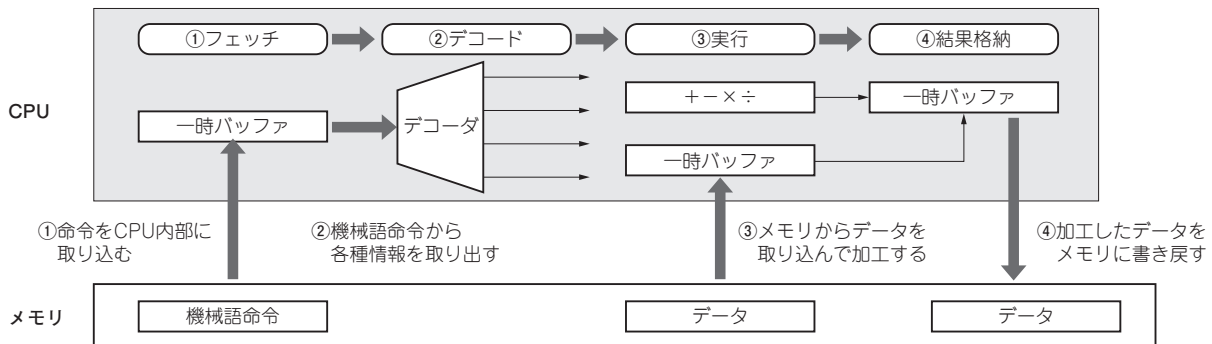 ①フェッチ
②デコード
③実行
④結果格納
CPU
一時バッファ
デコーダ
+-×÷
一時バッファ
一時バッファ
①命令をCPU内部に
取り込む
②機械語命令から
各種情報を取り出す
③メモリからデータを
取り込んで加工する
④加工したデータを
メモリに書き戻す
メモリ
機械語命令
データ
データ